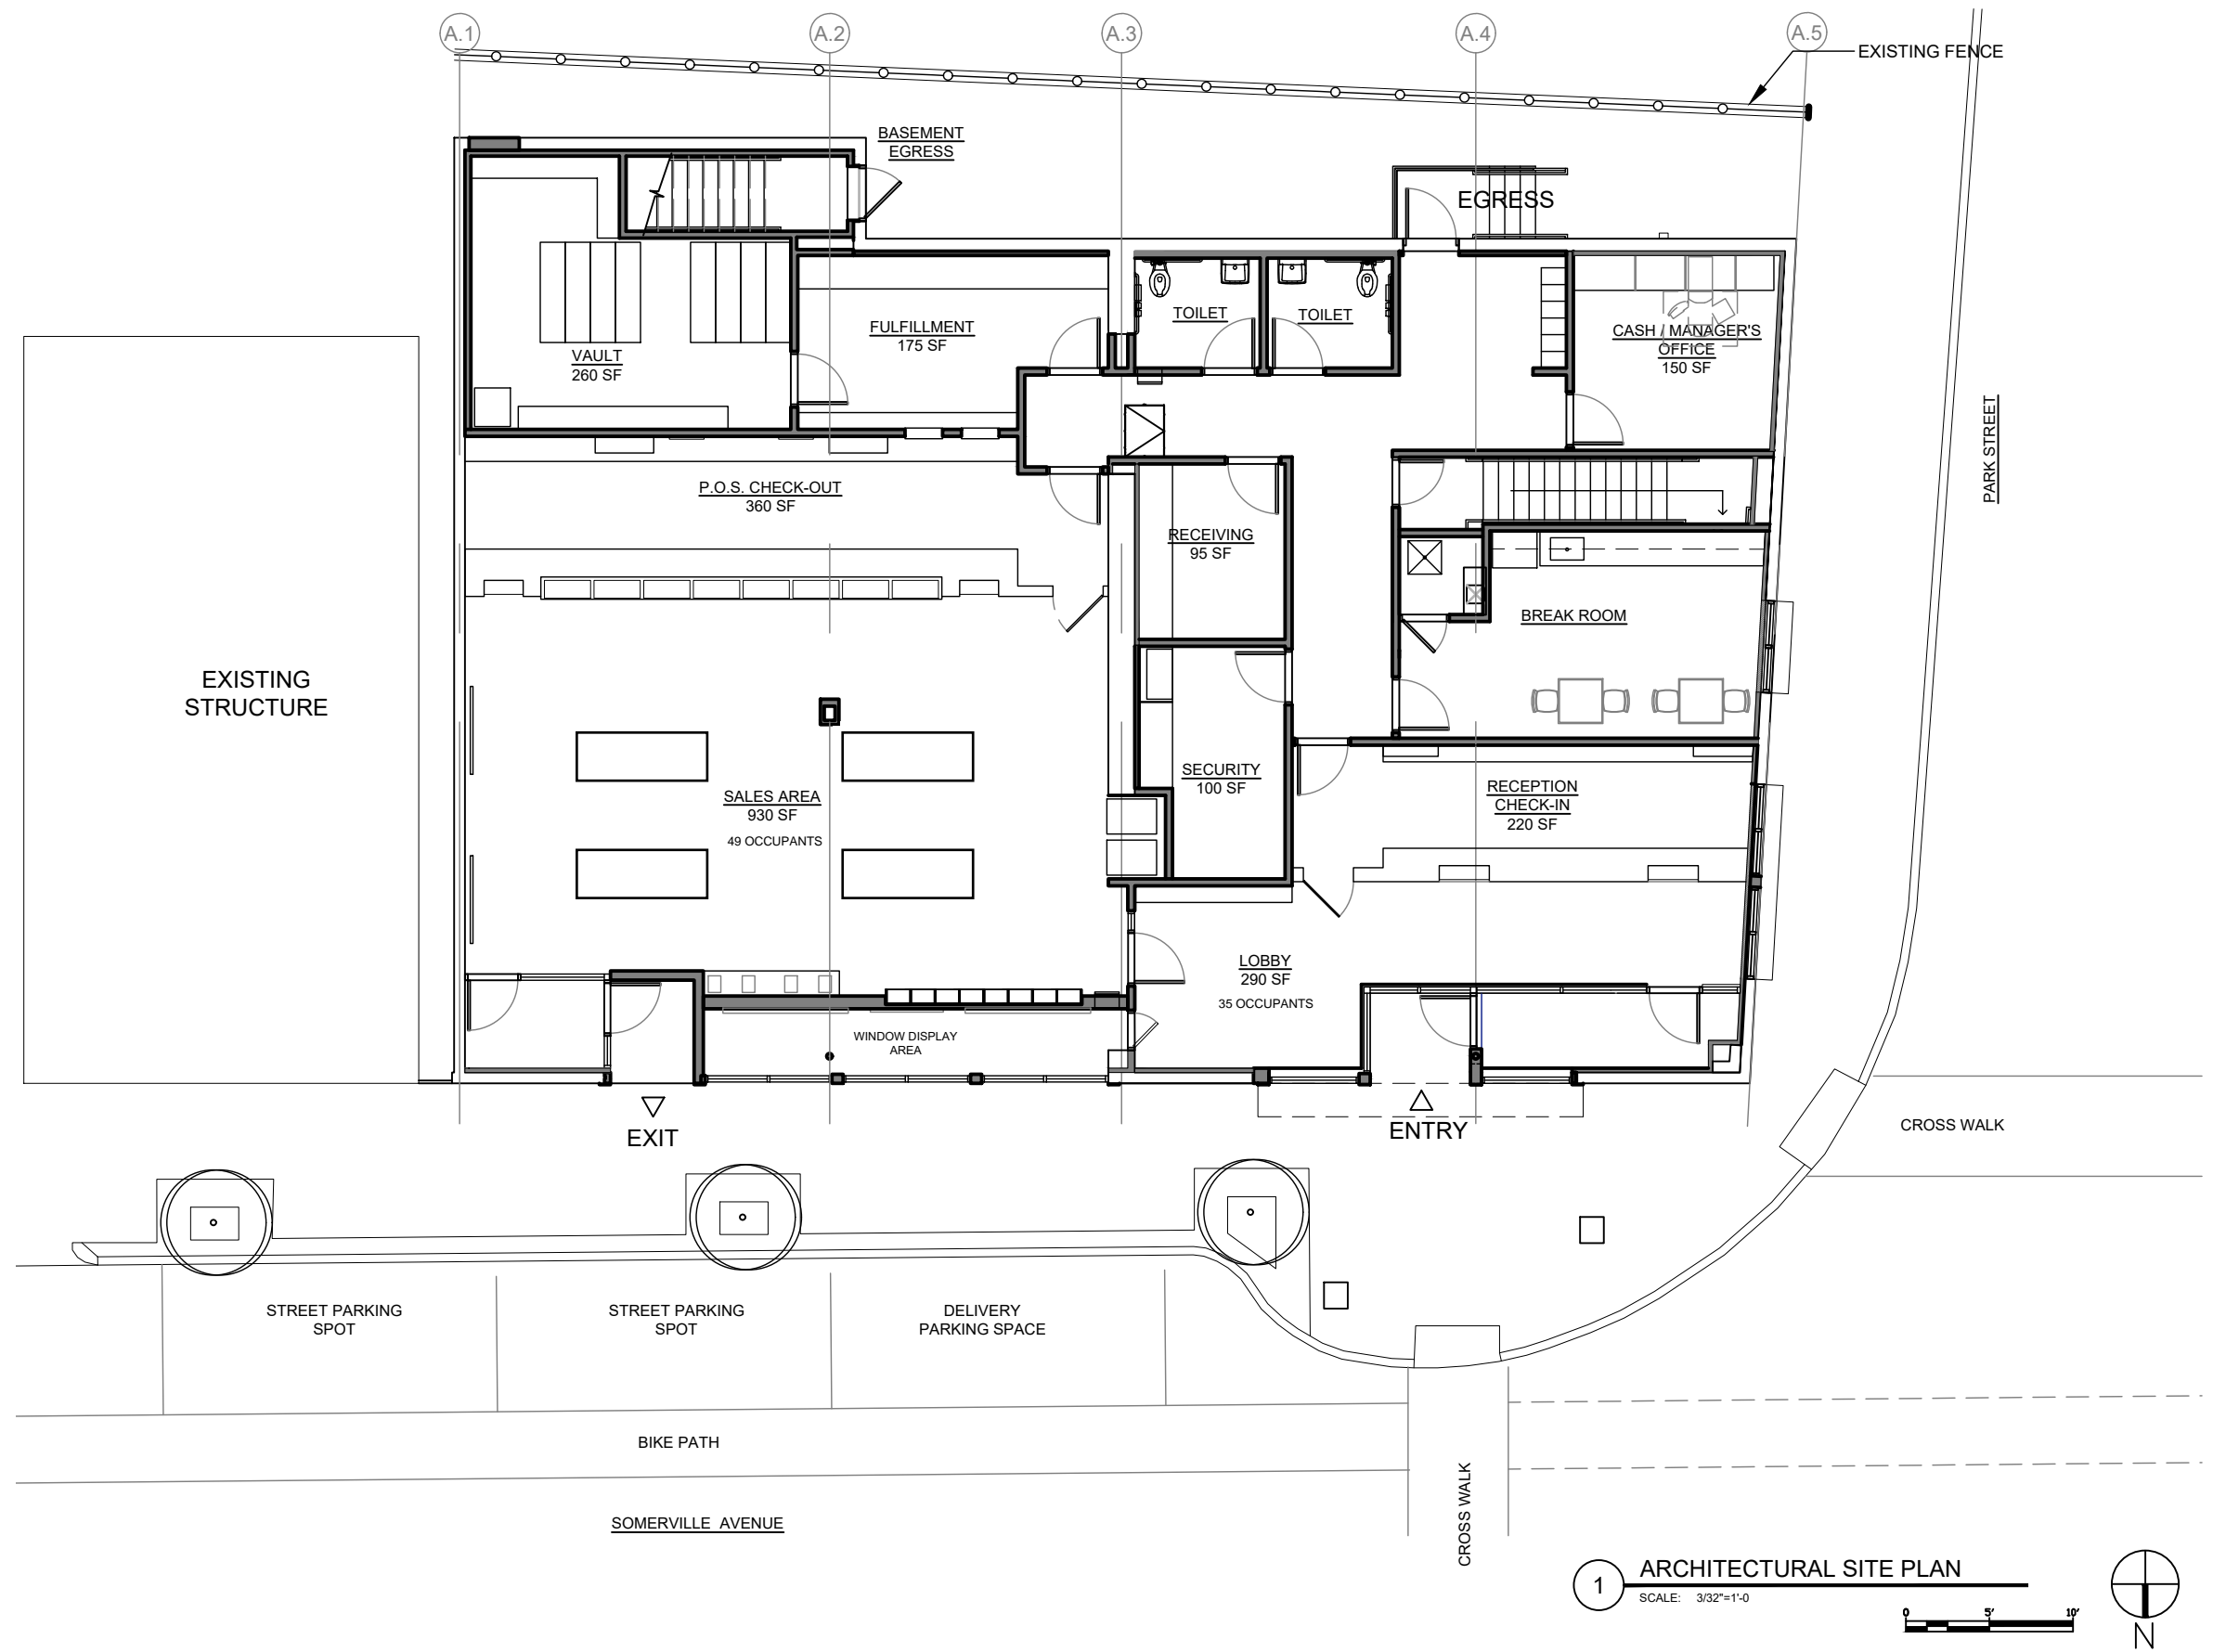 A.1
A.2
A.3
A.4
A.5
EXISTING FENCE
BASEMENT
EGRESS
EGRESS
TOILET
TOILET
FULFILLMENT
175 SF
CASH / MANAGER'S
OFFICE
150 SF
VAULT
260 SF
PARK STREET
P.O.S. CHECK-OUT
360 SF
RECEIVING
95 SF
BREAK ROOM
EXISTING
STRUCTURE
SECURITY
100 SF
RECEPTION
CHECK-IN
220 SF
SALES AREA
930 SF
49 OCCUPANTS
LOBBY
290 SF
35 OCCUPANTS
WINDOW DISPLAY
AREA
EXIT
ENTRY
CROSS WALK
STREET PARKING
SPOT
STREET PARKING
SPOT
DELIVERY
PARKING SPACE
BIKE PATH
CROSS WALK
SOMERVILLE AVENUE
1
ARCHITECTURAL SITE PLAN
SCALE: 3/32"=1'-0
0 5' 10'
N